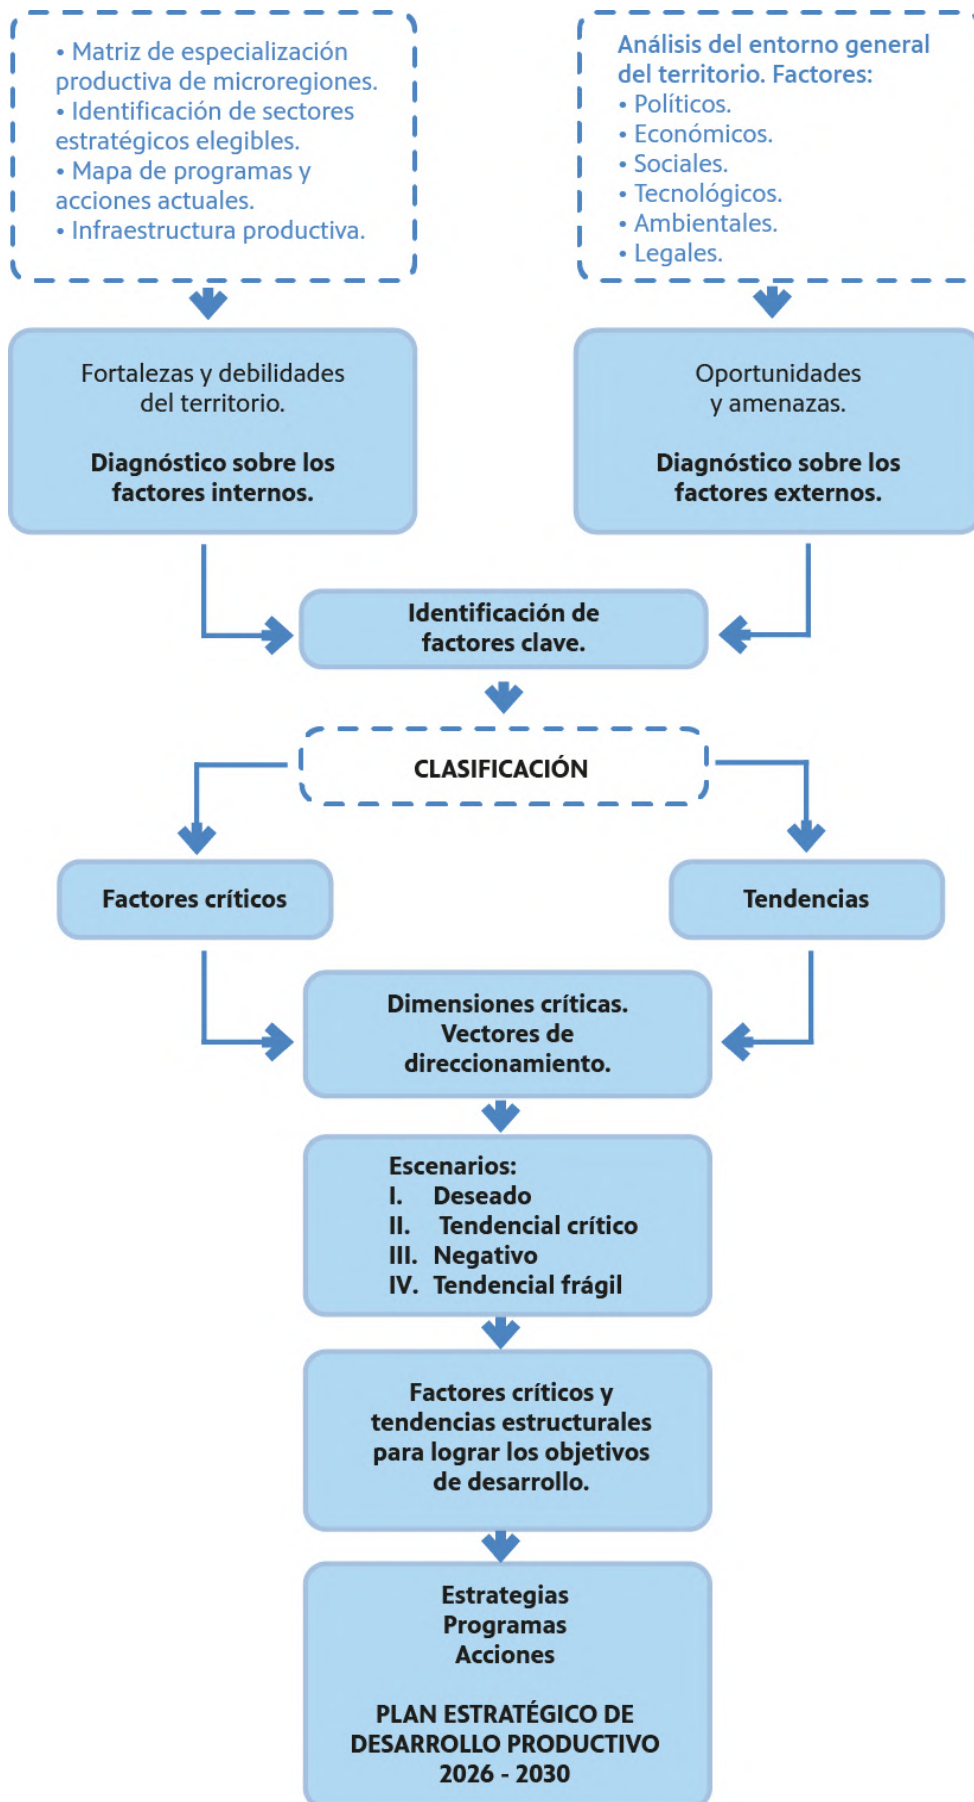 • Matriz de especialización
productiva de microregiones.
• Identificación de sectores
estratégicos elegibles.
• Mapa de programas y
acciones actuales.
• Infraestructura productiva.
Análisis del entorno general
del territorio. Factores:
• Políticos.
• Económicos.
• Sociales.
• Tecnológicos.
• Ambientales.
• Legales.
Fortalezas y debilidades
del territorio.
Diagnóstico sobre los
factores internos.
Oportunidades
y amenazas.
Diagnóstico sobre los
factores externos.
Identificación de
factores clave.
CLASIFICACIÓN
Factores críticos
Tendencias
Dimensiones críticas.
Vectores de
direccionamiento.
Escenarios:
I. Deseado
II. Tendencial crítico
III. Negativo
IV. Tendencial frágil
Factores críticos y
tendencias estructurales
para lograr los objetivos
de desarrollo.
Estrategias
Programas
Acciones
PLAN ESTRATÉGICO DE
DESARROLLO PRODUCTIVO
2026 - 2030